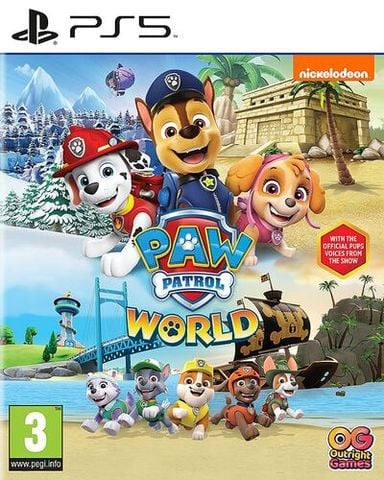 PS5
nickelodeon
PAW
PATROL
WORLD
WITH THE
OFFICIAL PUPS
VOICES FROM
THE SHOW
3
TM
www.pegi.info
OG
Outright
Games